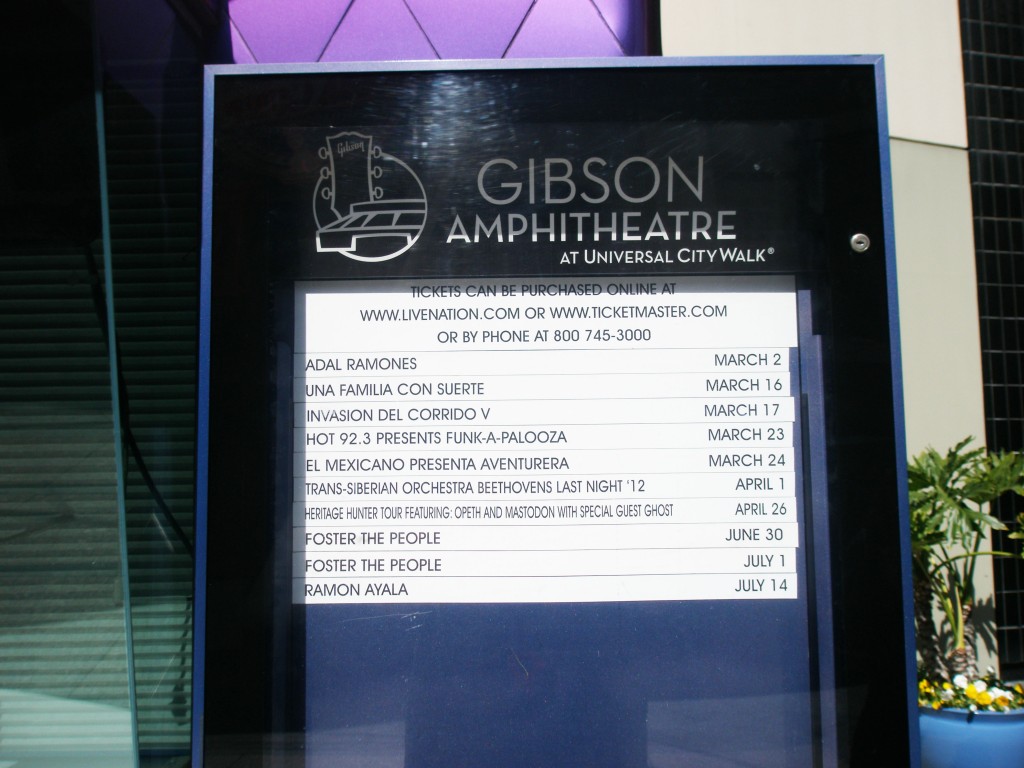 Gibson
GIBSON
AMPHITHEATRE
AT UNIVERSAL CITYWALK®
TICKETS CAN BE PURCHASED ONLINE AT
WWW.LIVENATION.COM OR WWW.TICKETMASTER.COM
OR BY PHONE AT 800 745-3000
ADAL RAMONES MARCH 2
UNA FAMILIA CON SUERTE MARCH 16
INVASION DEL CORRIDO V MARCH 17
HOT 92.3 PRESENTS FUNK-A-PALOOZA MARCH 23
EL MEXICANO PRESENTA AVENTURERA MARCH 24
TRANS-SIBERIAN ORCHESTRA BEETHOVENS LAST NIGHT '12 APRIL 1
HERITAGE HUNTER TOUR FEATURING: OPETH AND MASTODON WITH SPECIAL GUEST GHOST APRIL 26
FOSTER THE PEOPLE JUNE 30
FOSTER THE PEOPLE JULY 1
RAMON AYALA JULY 14